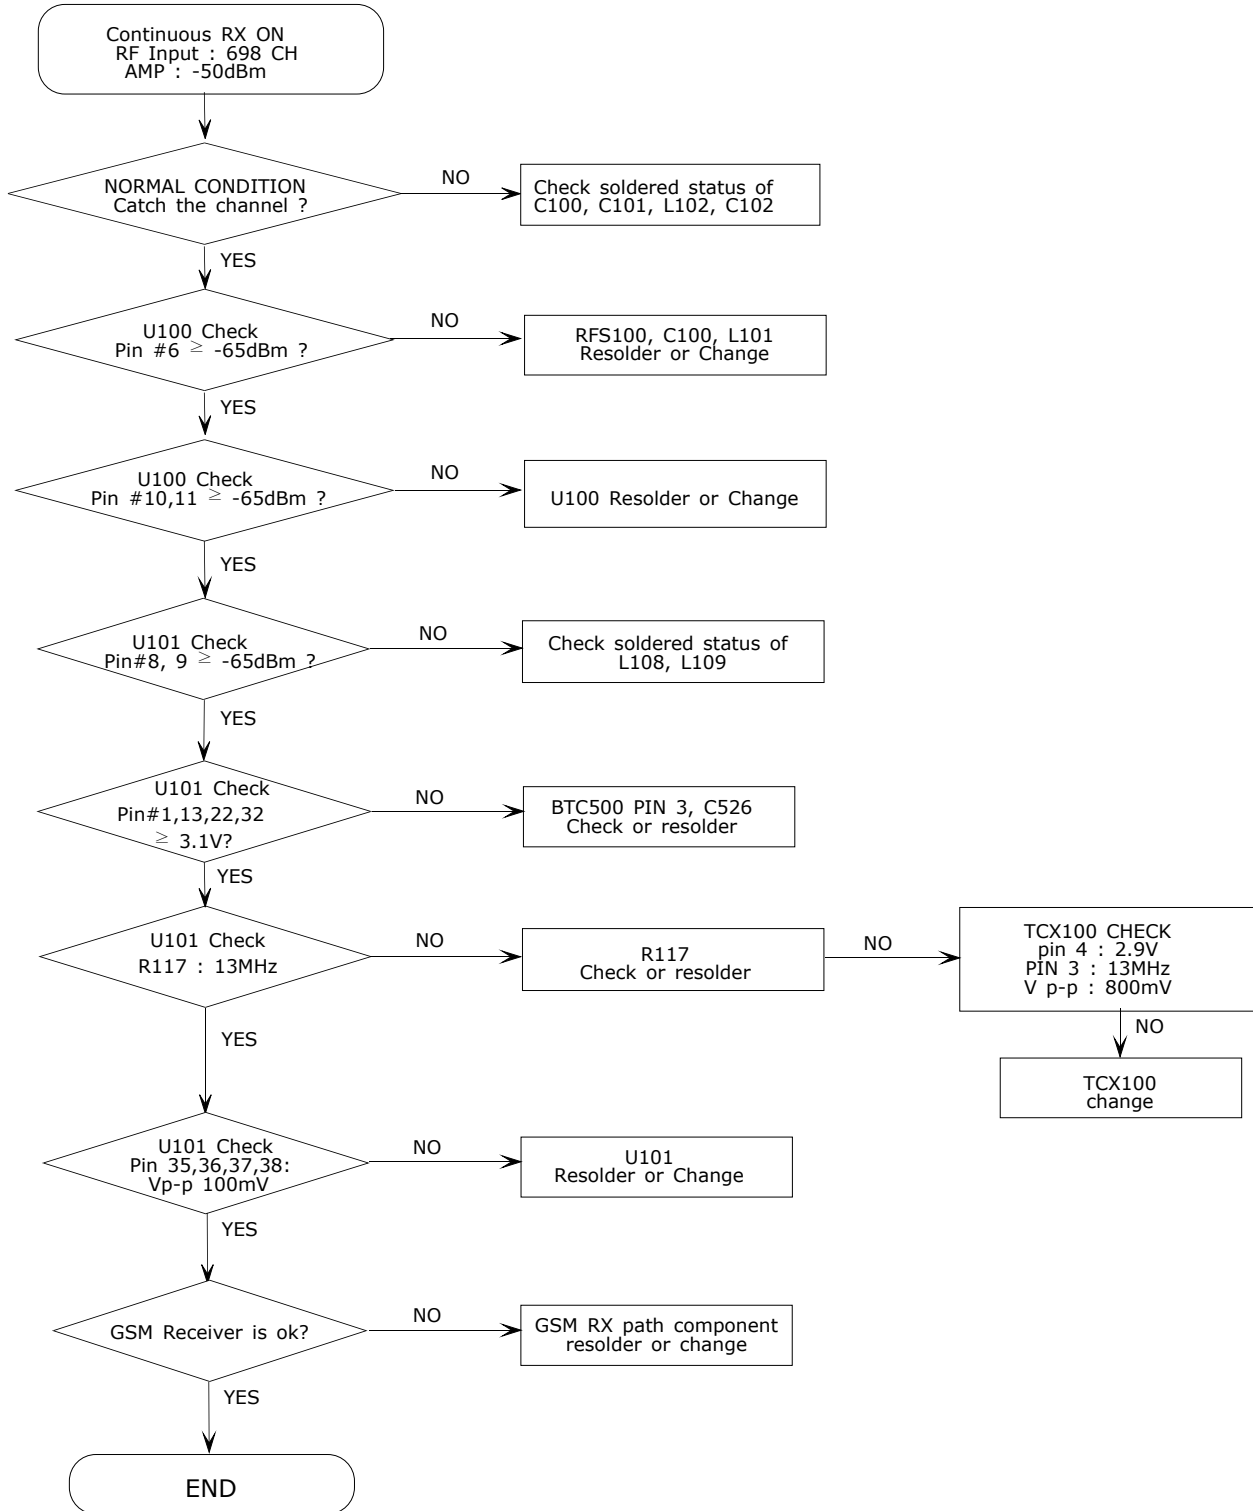 Continuous RX ON
RF Input : 698 CH
AMP : -50dBm
NORMAL CONDITION
Catch the channel ?
NO
Check soldered status of
C100, C101, L102, C102
YES
U100 Check
Pin #6 ≥ -65dBm ?
NO
RFS100, C100, L101
Resolder or Change
YES
U100 Check
Pin #10,11 ≥ -65dBm ?
NO
U100 Resolder or Change
YES
U101 Check
Pin#8, 9 ≥ -65dBm ?
NO
Check soldered status of
L108, L109
YES
U101 Check
Pin#1,13,22,32
≥ 3.1V?
NO
BTC500 PIN 3, C526
Check or resolder
YES
U101 Check
R117 : 13MHz
NO
R117
Check or resolder
NO
TCX100 CHECK
pin 4 : 2.9V
PIN 3 : 13MHz
V p-p : 800mV
NO
TCX100
change
YES
U101 Check
Pin 35,36,37,38:
Vp-p 100mV
NO
U101
Resolder or Change
YES
GSM Receiver is ok?
NO
GSM RX path component
resolder or change
YES
END